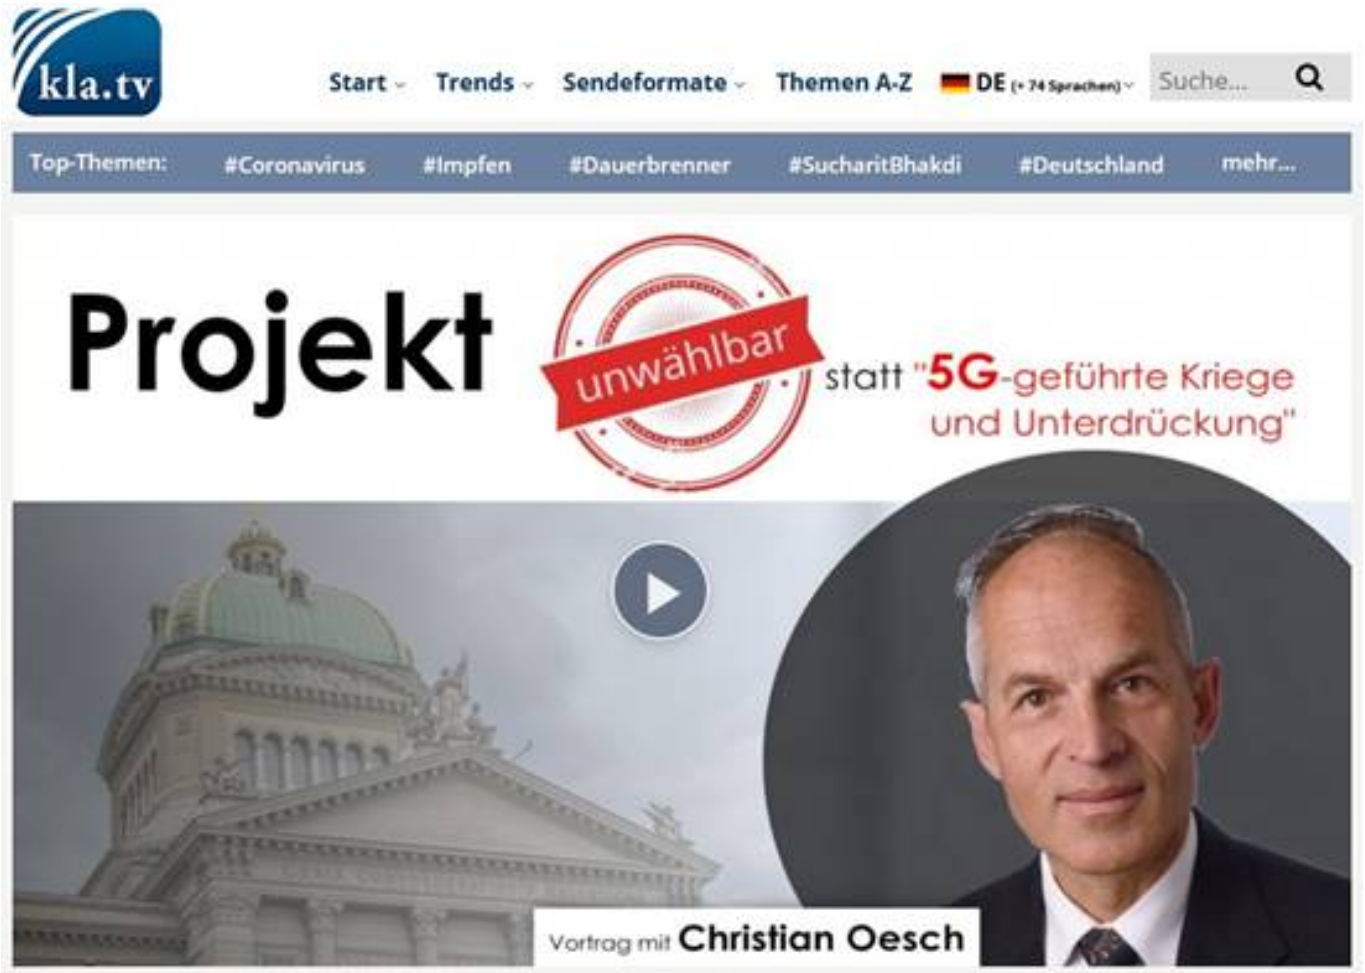 kla.tv
Start Trends Sendeformate Themen A-Z DE (+ 74 Sprachen) Suche...
Top-Themen: #Coronavirus #Impfen #Dauerbrenner #SucharitBhakdi #Deutschland mehr...
Projekt
unwählbar
statt "5G-geführte Kriege
und Unterdrückung"
Vortrag mit Christian Oesch